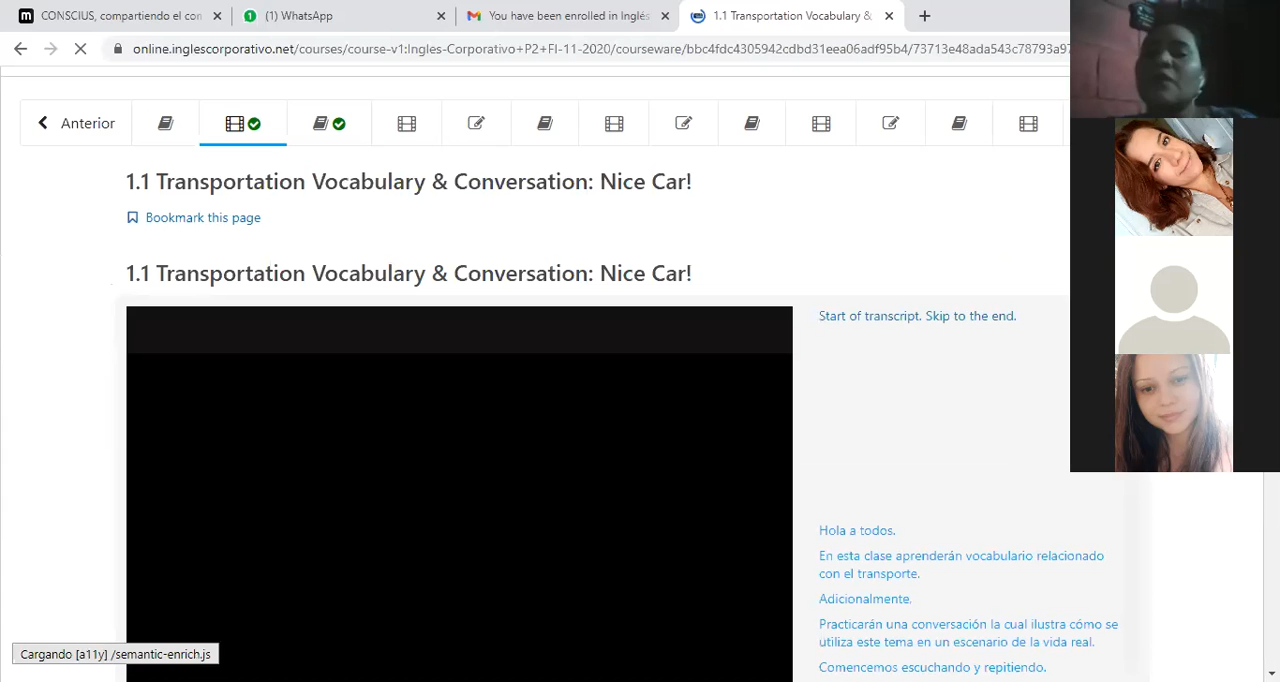 CONSCIUS, compartiendo el con
(1) WhatsApp
You have been enrolled in Inglés
1.1 Transportation Vocabulary &
online.inglescorporativo.net/courses/course-v1:Ingles-Corporativo+P2+FI-11-2020/courseware/bbc4fdc4305942cdbd31eea06adf95b4/73713e48ada543c78793a97
Anterior
1.1 Transportation Vocabulary & Conversation: Nice Car!
Bookmark this page
1.1 Transportation Vocabulary & Conversation: Nice Car!
Start of transcript. Skip to the end.
Hola a todos.
En esta clase aprenderán vocabulario relacionado
con el transporte.
Adicionalmente.
Practicarán una conversación la cual ilustra cómo se
utiliza este tema en un escenario de la vida real.
Comencemos escuchando y repitiendo.
Cargando [a11y] /semantic-enrich.js